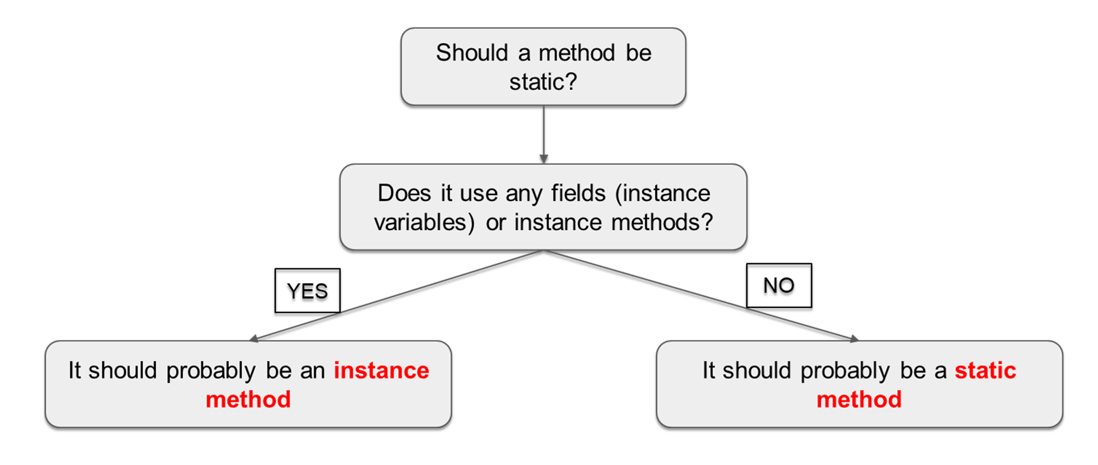 Should a method be
static?
Does it use any fields (instance
variables) or instance methods?
YES
NO
It should probably be an instance
method
It should probably be a static
method